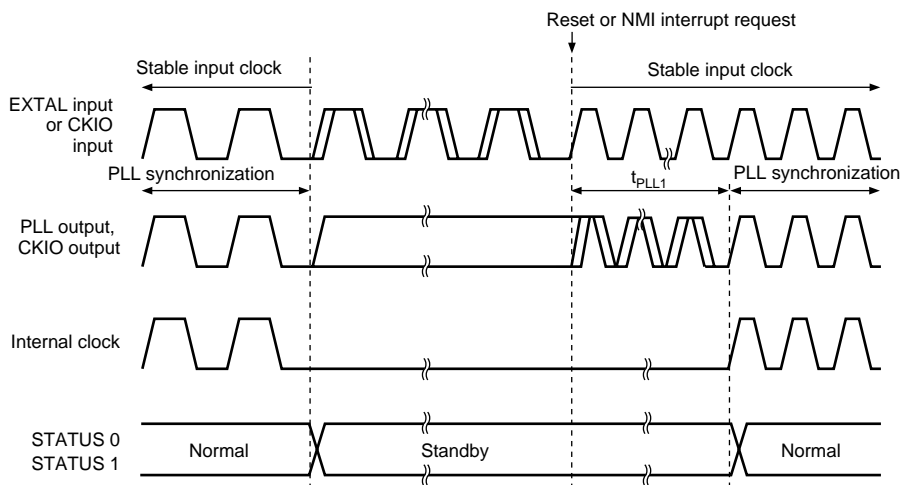 Reset or NMI interrupt request
Stable input clock
Stable input clock
EXTAL input
or CKIO
input
PLL synchronization
tPLL1
PLL synchronization
PLL output,
CKIO output
Internal clock
STATUS 0
STATUS 1
Normal
Standby
Normal